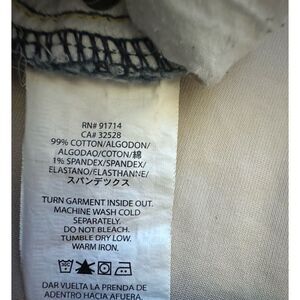 RN# 91714
CA# 32528
99% COTTON/ALGODON/
ALGODAO/COTON/綿
1% SPANDEX/SPANDEX/
ELASTANO/ELASTHANNE/
スパンデックス
TURN GARMENT INSIDE OUT.
MACHINE WASH COLD
SEPARATELY.
DO NOT BLEACH.
TUMBLE DRY LOW,
WARM IRON.
DAR VUELTA LA PRENDA DE
ADENTRO HACIA AFUERA.